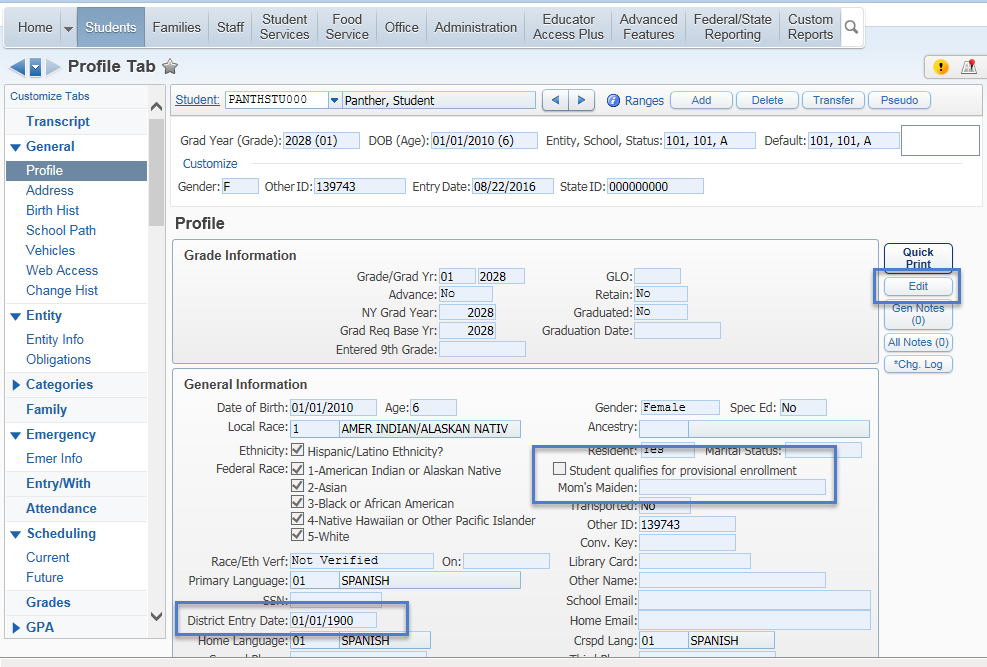 Home Students Families Staff Student Services Food Service Office Administration Educator Access Plus Advanced Features Federal/State Reporting Custom Reports
Profile Tab
Customize Tabs
Transcript
General
Profile
Address
Birth Hist
School Path
Vehicles
Web Access
Change Hist
Entity
Entity Info
Obligations
Categories
Family
Emergency
Emer Info
Entry/With
Attendance
Scheduling
Current
Future
Grades
GPA
Student: PANTHSTU000 Panther, Student Ranges Add Delete Transfer Pseudo
Grad Year (Grade): 2028 (01) DOB (Age): 01/01/2010 (6) Entity, School, Status: 101, 101, A Default: 101, 101, A
Customize
Gender: F Other ID: 139743 Entry Date: 08/22/2016 State ID: 000000000
Profile
Quick Print
Edit
Gen Notes (0)
All Notes (0)
*Chg. Log
Grade Information
Grade/Grad Yr: 01 2028 GLO:
Advance: No Retain: No
NY Grad Year: 2028 Graduated: No
Grad Req Base Yr: 2028 Graduation Date:
Entered 9th Grade:
General Information
Date of Birth: 01/01/2010 Age: 6 Gender: Female Spec Ed: No
Local Race: 1 AMER INDIAN/ALASKAN NATIV Ancestry:
Ethnicity: Hispanic/Latino Ethnicity? Resident: Yes Marital Status:
Federal Race: 1-American Indian or Alaskan Native Student qualifies for provisional enrollment
2-Asian Mom's Maiden:
3-Black or African American Transported: No
4-Native Hawaiian or Other Pacific Islander Other ID: 139743
5-White Conv. Key:
Race/Eth Verf: Not Verified On: Library Card:
Primary Language: 01 SPANISH Other Name:
SSN: School Email:
District Entry Date: 01/01/1900 Home Email:
Home Language: 01 SPANISH Crspd Lang: 01 SPANISH